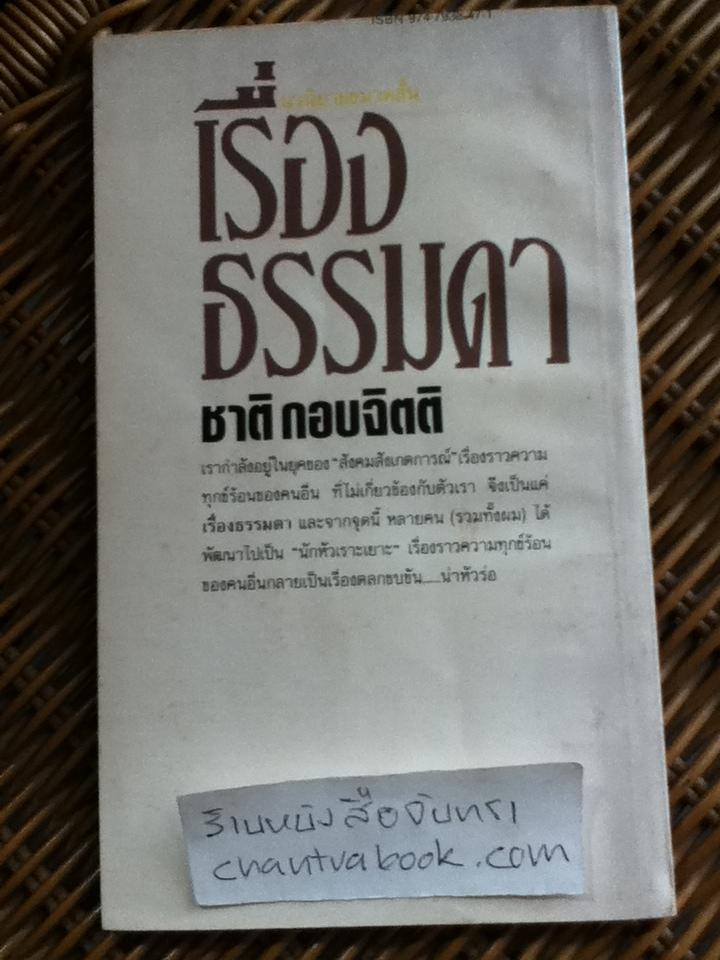 ISBN 974-7938-47-1
นวนิยายขนาดสั้น
เรื่อง
ธรรมดา
ชาติ กอบจิตติ
เรากำลังอยู่ในยุคของ “สังคมสังเกตการณ์” เรื่องราวความ
ทุกข์ร้อนของคนอื่น ที่ไม่เกี่ยวข้องกับตัวเรา จึงเป็นแค่
เรื่องธรรมดา และจากจุดนี้ หลายคน (รวมทั้งผม) ได้
พัฒนาไปเป็น “นักหัวเราะเยาะ” เรื่องราวความทุกข์ร้อน
ของคนอื่นกลายเป็นเรื่องตลกขบขัน.....น่าหัวร่อ
ร้านหนังสือจันทรา
chantrabook.com